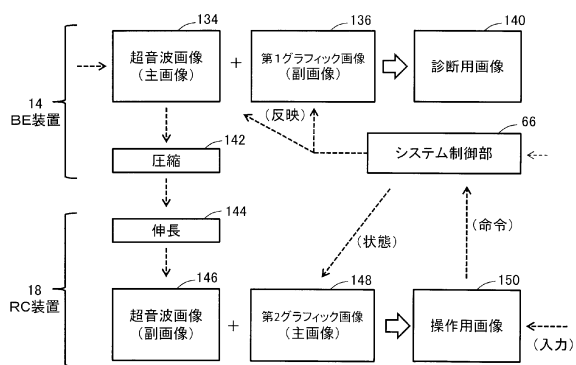 134
136
140
超音波画像
(主画像)
+
第1グラフィック画像
(副画像)
診断用画像
14
BE装置
(反映)
66
システム制御部
142
圧縮
144
伸長
(状態)
(命令)
18
RC装置
146
148
150
超音波画像
(副画像)
+
第2グラフィック画像
(主画像)
操作用画像
(入力)